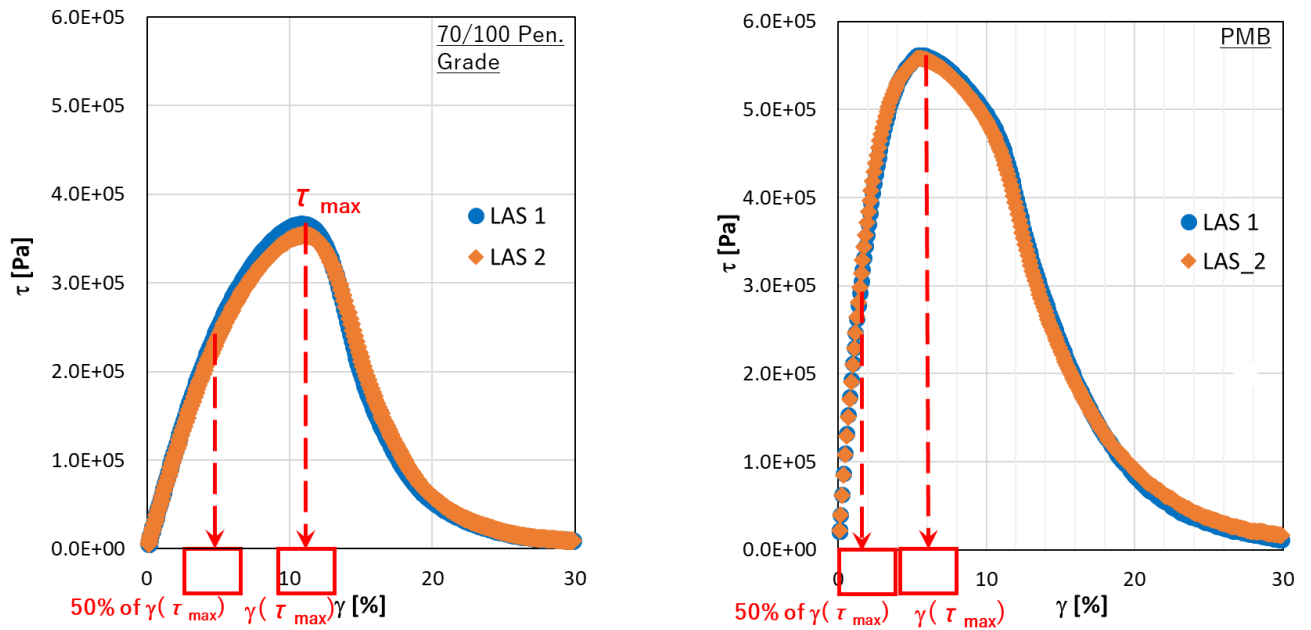 70/100 Pen.
Grade
6.0E+05
5.0E+05
4.0E+05
3.0E+05
2.0E+05
1.0E+05
0.0E+00
τ [Pa]
τ max
LAS 1
LAS 2
0
10
20
30
50% of γ( τ max)
γ( τ max)
γ [%]
PMB
6.0E+05
5.0E+05
4.0E+05
3.0E+05
2.0E+05
1.0E+05
0.0E+00
τ [Pa]
LAS 1
LAS_2
0
10
20
30
50% of γ( τ max)
γ( τ max)
γ [%]